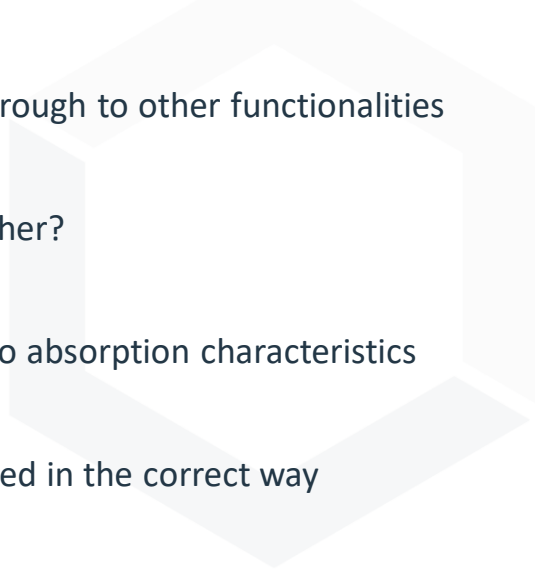 rough to other functionalities
her?
o absorption characteristics
ed in the correct way